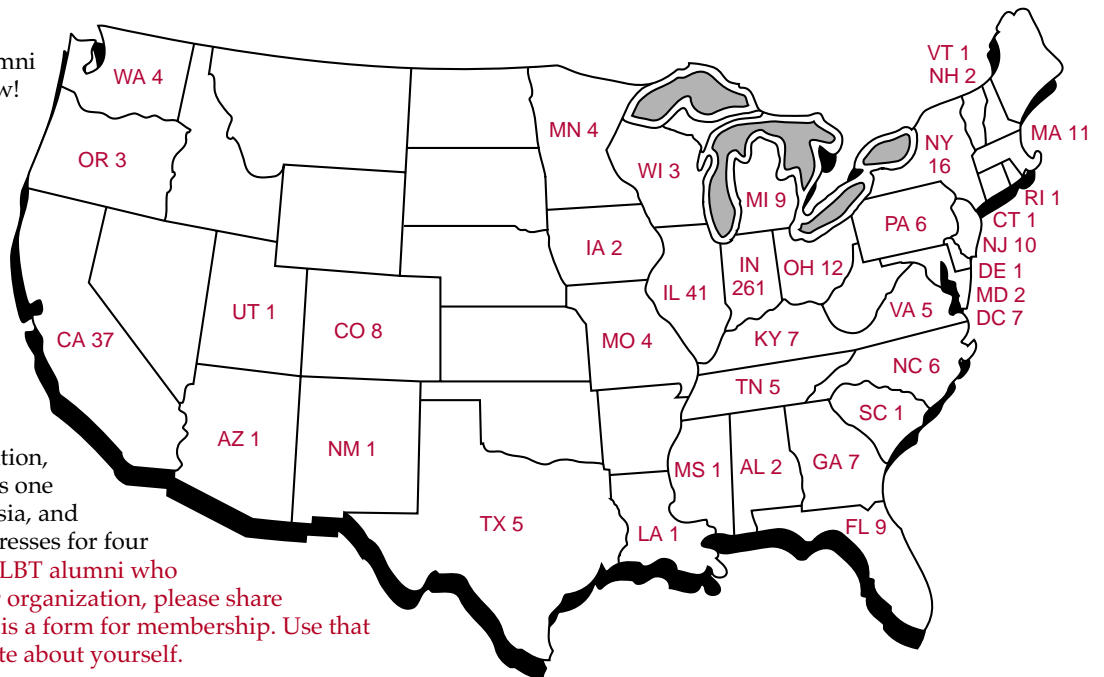 mni
w!
WA 4
OR 3
CA 37
UT 1
CO 8
AZ 1
NM 1
TX 5
MN 4
WI 3
MI 9
IA 2
IL 41
IN
261
OH 12
MO 4
KY 7
TN 5
MS 1
AL 2
GA 7
LA 1
FL 9
SC 1
NC 6
VA 5
PA 6
NY
16
VT 1
NH 2
MA 11
RI 1
CT 1
NJ 10
DE 1
MD 2
DC 7
tion,
s one
sia, and
resses for four
LBT alumni who
r organization, please share
is a form for membership. Use that
te about yourself.